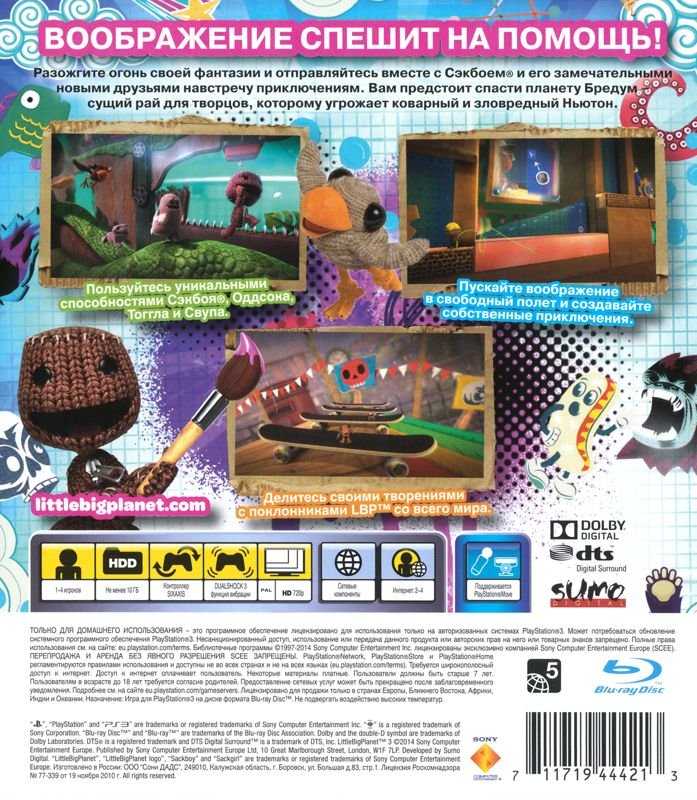 ВООБРАЖЕНИЕ СПЕШИТ НА ПОМОЩЬ!
Разожгите огонь своей фантазии и отправляйтесь вместе с Сэкбоем® и его замечательными
новыми друзьями навстречу приключениям. Вам предстоит спасти планету Бредум,
сущий рай для творцов, которому угрожает коварный и зловредный Ньютон.
Пользуйтесь уникальными
способностями Сэкбоя®, Оддсока,
Тоггла и Свупа.
Пускайте воображение
в свободный полет и создавайте
собственные приключения.
littlebigplanet.com
Делитесь своими творениями
с поклонниками LBP™ со всего мира.
DOLBY
DIGITAL
dts
Digital Surround
sumo
DIGITAL
HDD
1–4 игроков
Не менее 10 ГБ
Контроллер
SIXAXIS
DUALSHOCK 3
функция вибрации
PAL
HD 720p
Сетевые
компоненты
Интернет: 2–4
Поддерживается
PlayStation®Move
ТОЛЬКО ДЛЯ ДОМАШНЕГО ИСПОЛЬЗОВАНИЯ – это программное обеспечение лицензировано для использования только на авторизованных системах PlayStation®3. Может потребоваться обновление
системного программного обеспечения PlayStation®3. Несанкционированный доступ, использование или передача данного продукта или авторских прав на него или товарных знаков запрещено. Полные права
использования см. на сайте: eu.playstation.com/terms. Библиотечные программы ©1997-2014 Sony Computer Entertainment Inc. лицензированы эксклюзивно компанией Sony Computer Entertainment Europe (SCEE).
ПЕРЕПРОДАЖА И АРЕНДА БЕЗ ЯВНОГО РАЗРЕШЕНИЯ SCEE ЗАПРЕЩЕНЫ. PlayStation®Network, PlayStation®Store и PlayStation®Home
регламентируются правилами использования и доступны не во всех странах и не на всех языках (eu.playstation.com/terms). Требуется широкополосный
доступ к интернет. Доступ к интернет оплачивает пользователь. Некоторые материалы платные. Пользователи должны быть старше 7 лет.
Пользователям в возрасте до 18 лет требуется согласие родителей. Предоставление сетевых услуг может быть прекращено после заблаговременного
уведомления. Подробнее см. на сайте eu.playstation.com/gameservers. Лицензировано для продажи только в странах Европы, Ближнего Востока, Африки,
Индии и Океании. Назначение: Игра для PlayStation®3 на диске формата Blu-ray Disc™. Не подвергать воздействию высоких температур.
5
Blu-ray Disc
"PlayStation" and "PS3" are trademarks or registered trademarks of Sony Computer Entertainment Inc. is a registered trademark of
Sony Corporation. "Blu-ray Disc™" and "Blu-ray™" are trademarks of the Blu-ray Disc Association. Dolby and the double-D symbol are trademarks of
Dolby Laboratories. DTS® is a registered trademark and DTS Digital Surround™ is a trademark of DTS, Inc. LittleBigPlanet™3 ©2014 Sony Computer
Entertainment Europe. Published by Sony Computer Entertainment Europe Ltd, 10 Great Marlborough Street, London, W1F 7LP. Developed by Sumo
Digital. "LittleBigPlanet", "LittleBigPlanet logo", "Sackboy" and "Sackgirl" are trademarks or registered trademarks of Sony Computer Entertainment
Europe. Изготовлено в России: ООО "Сони ДАДС", 249010, Калужская область, г. Боровск, ул. Большая д.93, стр.1. Лицензия Роскомнадзора
№ 77-339 от 19 ноября 2010 г. All rights reserved.
SONY
COMPUTER
ENTERTAINMENT
7 11719 44421 3